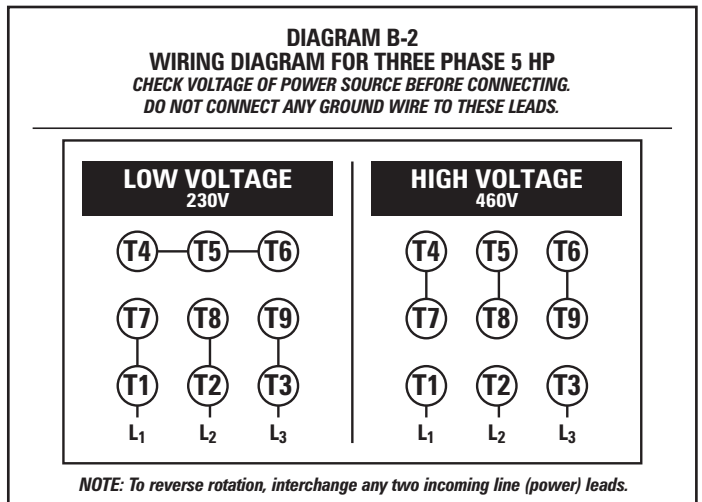 DIAGRAM B-2
WIRING DIAGRAM FOR THREE PHASE 5 HP
CHECK VOLTAGE OF POWER SOURCE BEFORE CONNECTING.
DO NOT CONNECT ANY GROUND WIRE TO THESE LEADS.
LOW VOLTAGE
230V
T4 T5 T6
T7 T8 T9
T1 T2 T3
L1 L2 L3
HIGH VOLTAGE
460V
T4 T5 T6
T7 T8 T9
T1 T2 T3
L1 L2 L3
NOTE: To reverse rotation, interchange any two incoming line (power) leads.